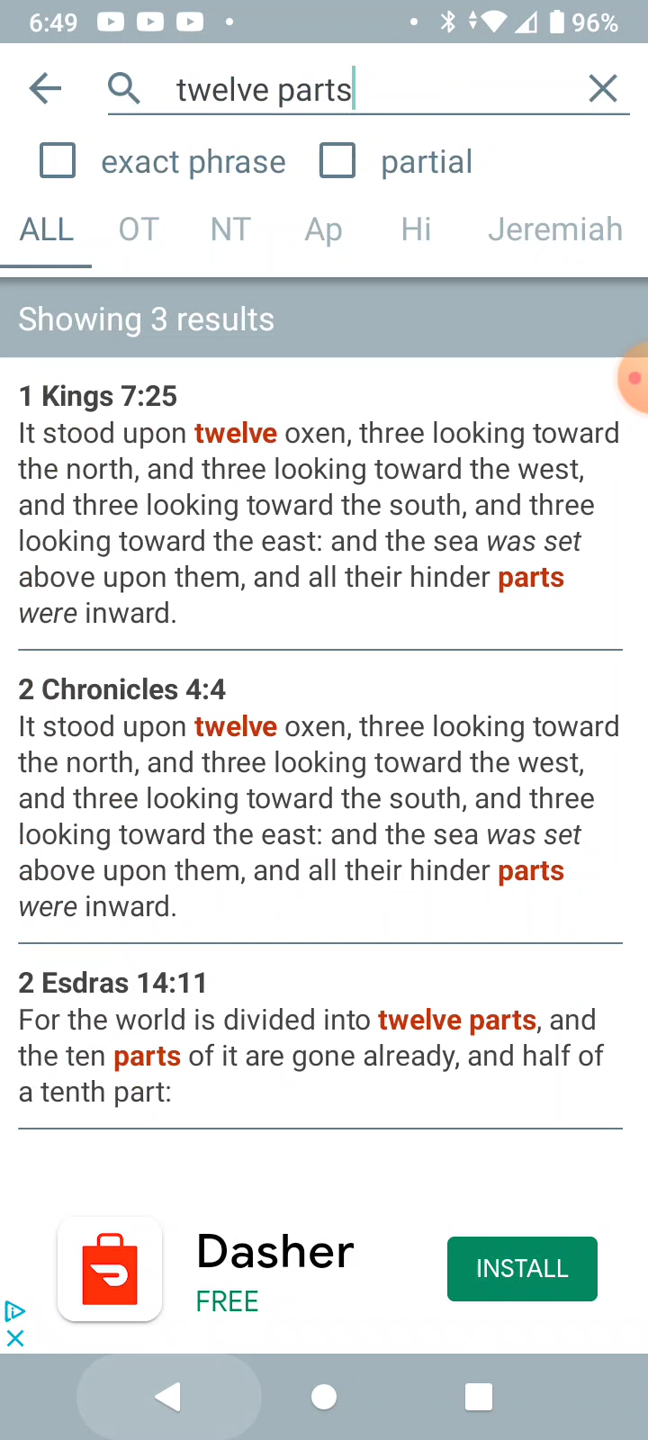 6:49
96%
twelve parts
exact phrase partial
ALL OT NT Ap Hi Jeremiah
Showing 3 results
1 Kings 7:25
It stood upon twelve oxen, three looking toward
the north, and three looking toward the west,
and three looking toward the south, and three
looking toward the east: and the sea was set
above upon them, and all their hinder parts
were inward.
2 Chronicles 4:4
It stood upon twelve oxen, three looking toward
the north, and three looking toward the west,
and three looking toward the south, and three
looking toward the east: and the sea was set
above upon them, and all their hinder parts
were inward.
2 Esdras 14:11
For the world is divided into twelve parts, and
the ten parts of it are gone already, and half of
a tenth part:
Dasher
FREE
INSTALL